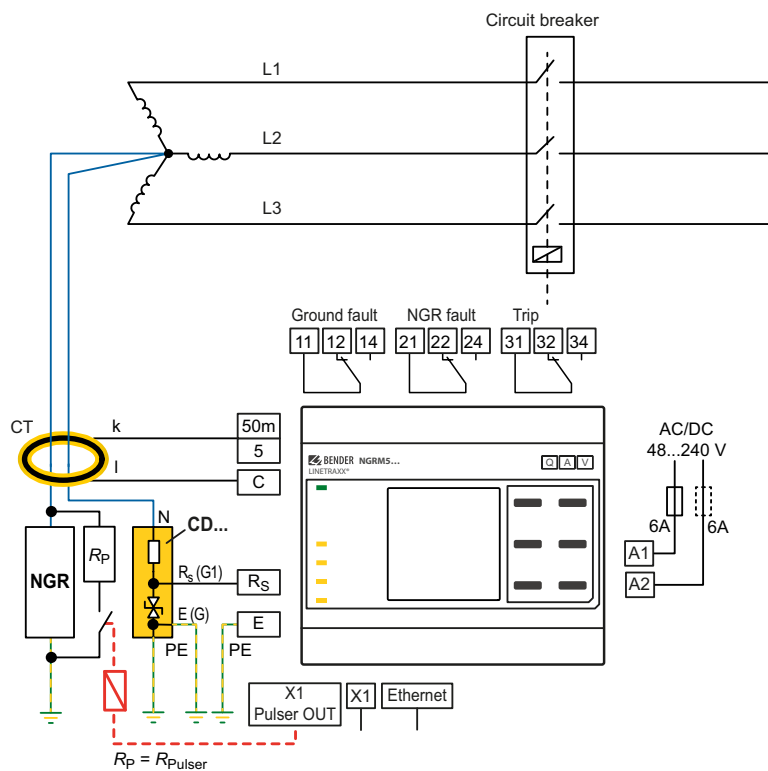 Circuit breaker
L1
L2
L3
Ground fault
NGR fault
Trip
11 12 14
21 22 24
31 32 34
CT
k
l
50m
5
C
BENDER NGRM5...
LINETRAXX®
Q A V
AC/DC
48...240 V
6A
6A
A1
A2
N
CD...
NGR
RP
Rs (G1)
RS
E (G)
E
PE
PE
X1
Pulser OUT
X1
Ethernet
RP = RPulser